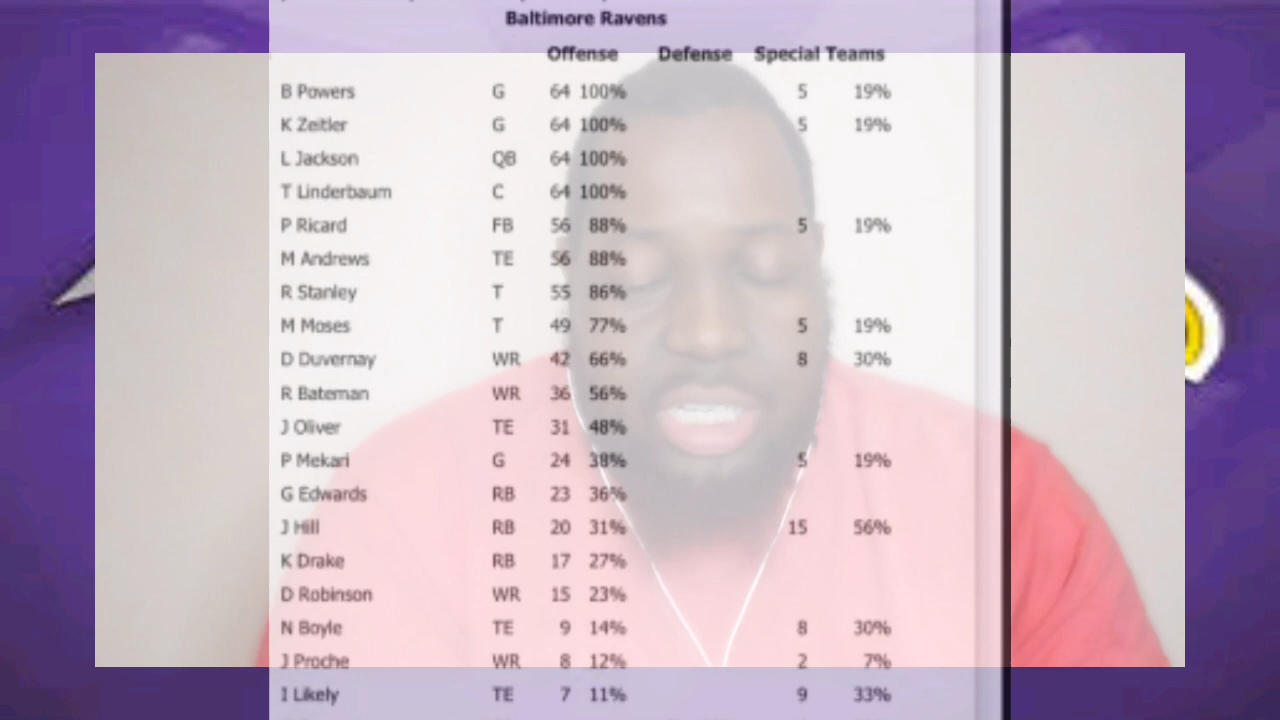 Baltimore Ravens
Offense Defense Special Teams
B Powers G 64 100% 5 19%
K Zeitler G 64 100% 5 19%
L Jackson QB 64 100%
T Linderbaum C 64 100%
P Ricard FB 56 88% 5 19%
M Andrews TE 56 88%
R Stanley T 55 86%
M Moses T 49 77% 5 19%
D Duvernay WR 42 66% 8 30%
R Bateman WR 36 56%
J Oliver TE 31 48%
P Mekari G 24 38% 5 19%
G Edwards RB 23 36%
J Hill RB 20 31% 15 56%
K Drake RB 17 27%
D Robinson WR 15 23%
N Boyle TE 9 14% 8 30%
J Proche WR 8 12% 2 7%
I Likely TE 7 11% 9 33%